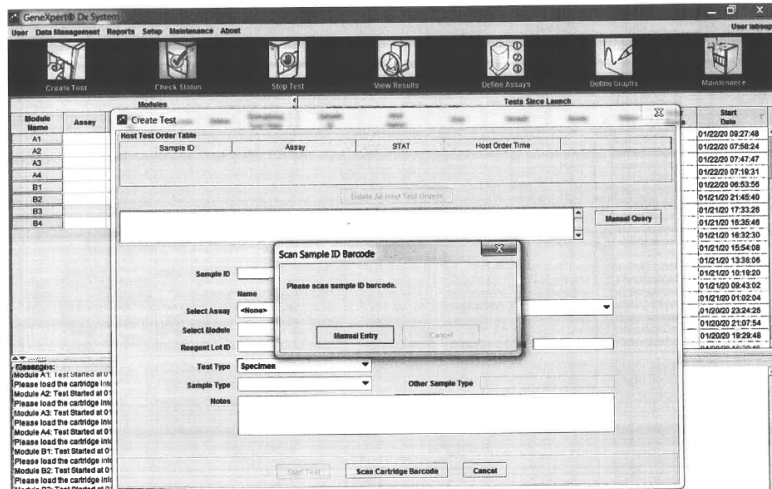 GeneXpert® Dx System
User Data Management Reports Setup Maintenance About
User
Create Test
Check Status
Stop Test
View Results
Define Assays
Define Graphs
Maintenance
Modules
Tests Since Launch
Module Name
Assay
Start Date
A1
A2
A3
A4
B1
B2
B3
B4
01/22/20 09:27:48
01/22/20 07:58:24
01/22/20 07:47:47
01/22/20 07:19:31
01/22/20 06:53:56
01/21/20 21:45:40
01/21/20 17:33:26
01/21/20 16:35:46
01/21/20 16:32:30
01/21/20 15:54:08
01/21/20 13:36:06
01/21/20 10:19:20
01/21/20 09:43:02
01/21/20 01:02:04
01/20/20 23:24:26
01/20/20 21:07:54
01/20/20 19:29:48
Create Test
Host Test Order Table
Sample ID
Assay
STAT
Host Order Time
Delete All Host Test Orders
Manual Query
Scan Sample ID Barcode
Please scan sample ID barcode.
Manual Entry
Cancel
Sample ID
Name
Select Assay
<None>
Select Module
Reagent Lot ID
Test Type
Specimen
Sample Type
Other Sample Type
Notes
Start Test
Scan Cartridge Barcode
Cancel
Messages:
Module A1: Test Started at 0
Please load the cartridge into
Module A2: Test Started at 0
Please load the cartridge into
Module A3: Test Started at 0
Please load the cartridge into
Module A4: Test Started at 0
Please load the cartridge into
Module B1: Test Started at 0
Please load the cartridge into
Module B2: Test Started at 0
Please load the cartridge into